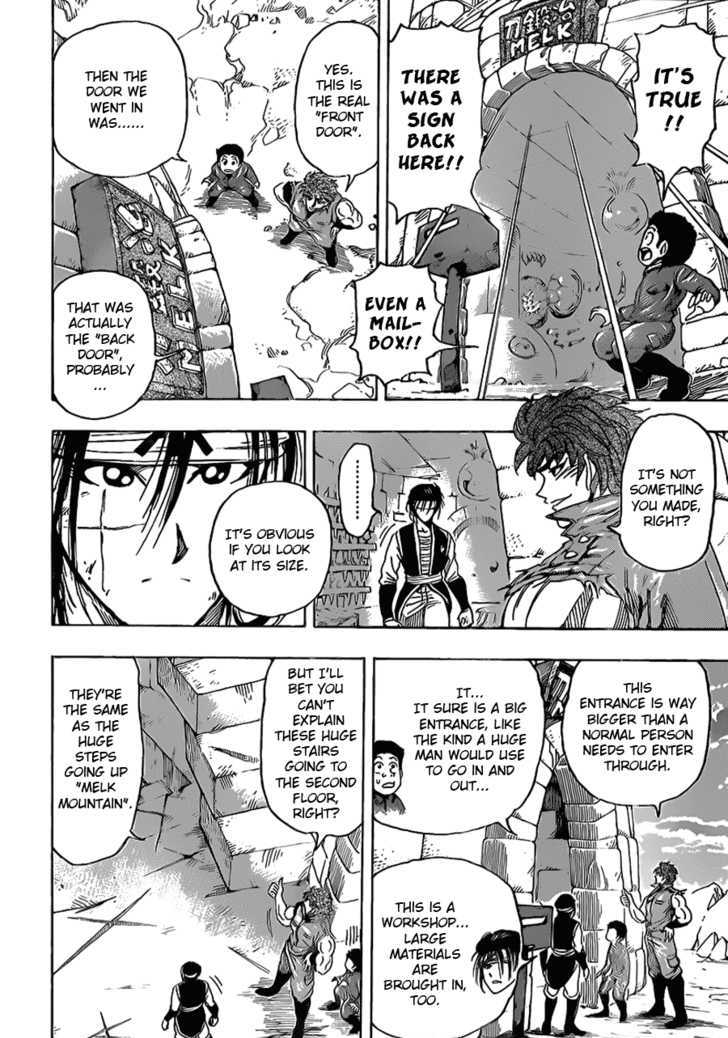 IT'S
TRUE
!!
THERE
WAS A
SIGN
BACK
HERE!!
EVEN A
MAIL-
BOX!!
MELK
YES.
THIS IS
THE REAL
"FRONT
DOOR".
THEN THE
DOOR WE
WENT IN
WAS......
THAT WAS
ACTUALLY
THE "BACK
DOOR",
PROBABLY
...
MELK
IT'S NOT
SOMETHING
YOU MADE,
RIGHT?
.........
IT'S OBVIOUS
IF YOU LOOK
AT ITS SIZE.
THIS
ENTRANCE IS WAY
BIGGER THAN A
NORMAL PERSON
NEEDS TO ENTER
THROUGH.
IT...
IT SURE IS A BIG
ENTRANCE, LIKE
THE KIND A HUGE
MAN WOULD USE
TO GO IN AND
OUT...
THIS IS A
WORKSHOP...
LARGE
MATERIALS
ARE
BROUGHT IN,
TOO.
BUT I'LL
BET YOU
CAN'T
EXPLAIN
THESE HUGE
STAIRS
GOING TO
THE SECOND
FLOOR,
RIGHT?
THEY'RE
THE SAME
AS THE
HUGE
STEPS
GOING UP
"MELK
MOUNTAIN".